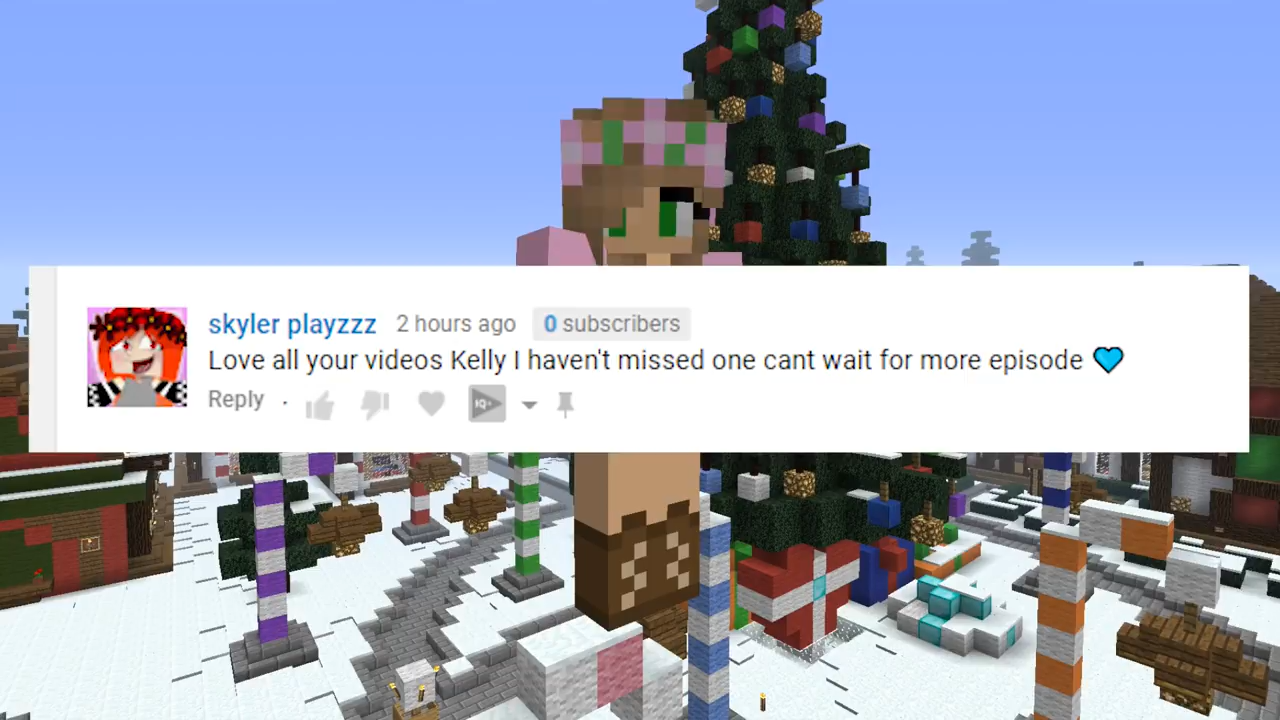 skyler playzzz 2 hours ago 0 subscribers
Love all your videos Kelly I haven't missed one cant wait for more episode 💙
Reply · IQ